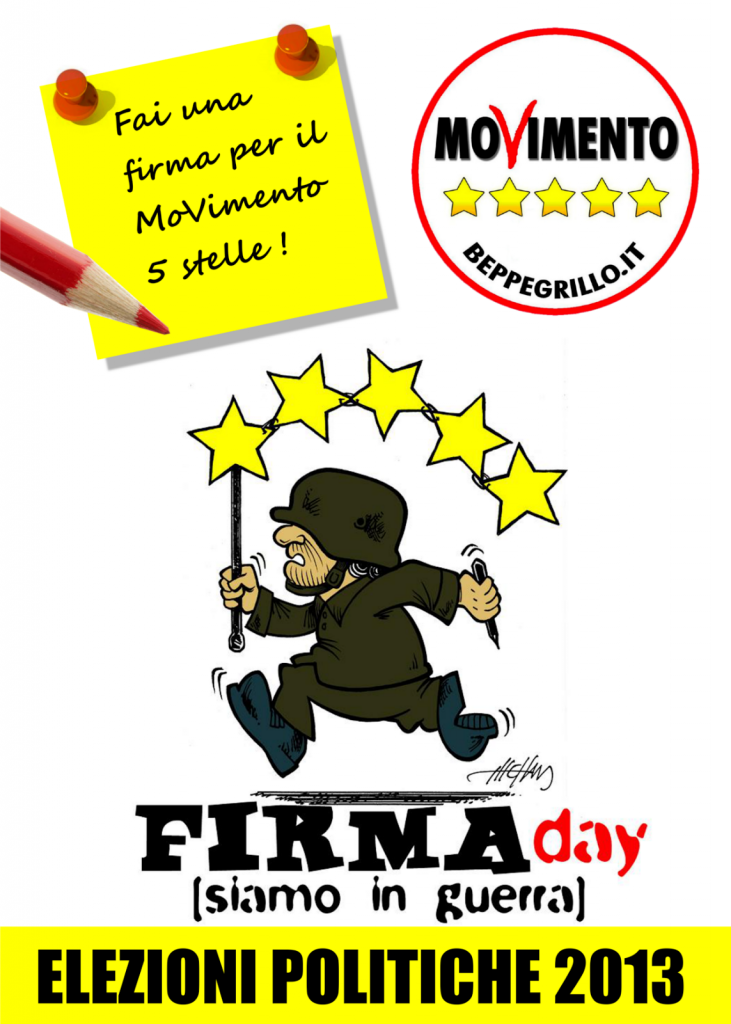 Fai una
firma per il
MoVimento
5 stelle !
MOVIMENTO
BEPPEGRILLO.IT
FIRMAday
[siamo in guerra]
ELEZIONI POLITICHE 2013